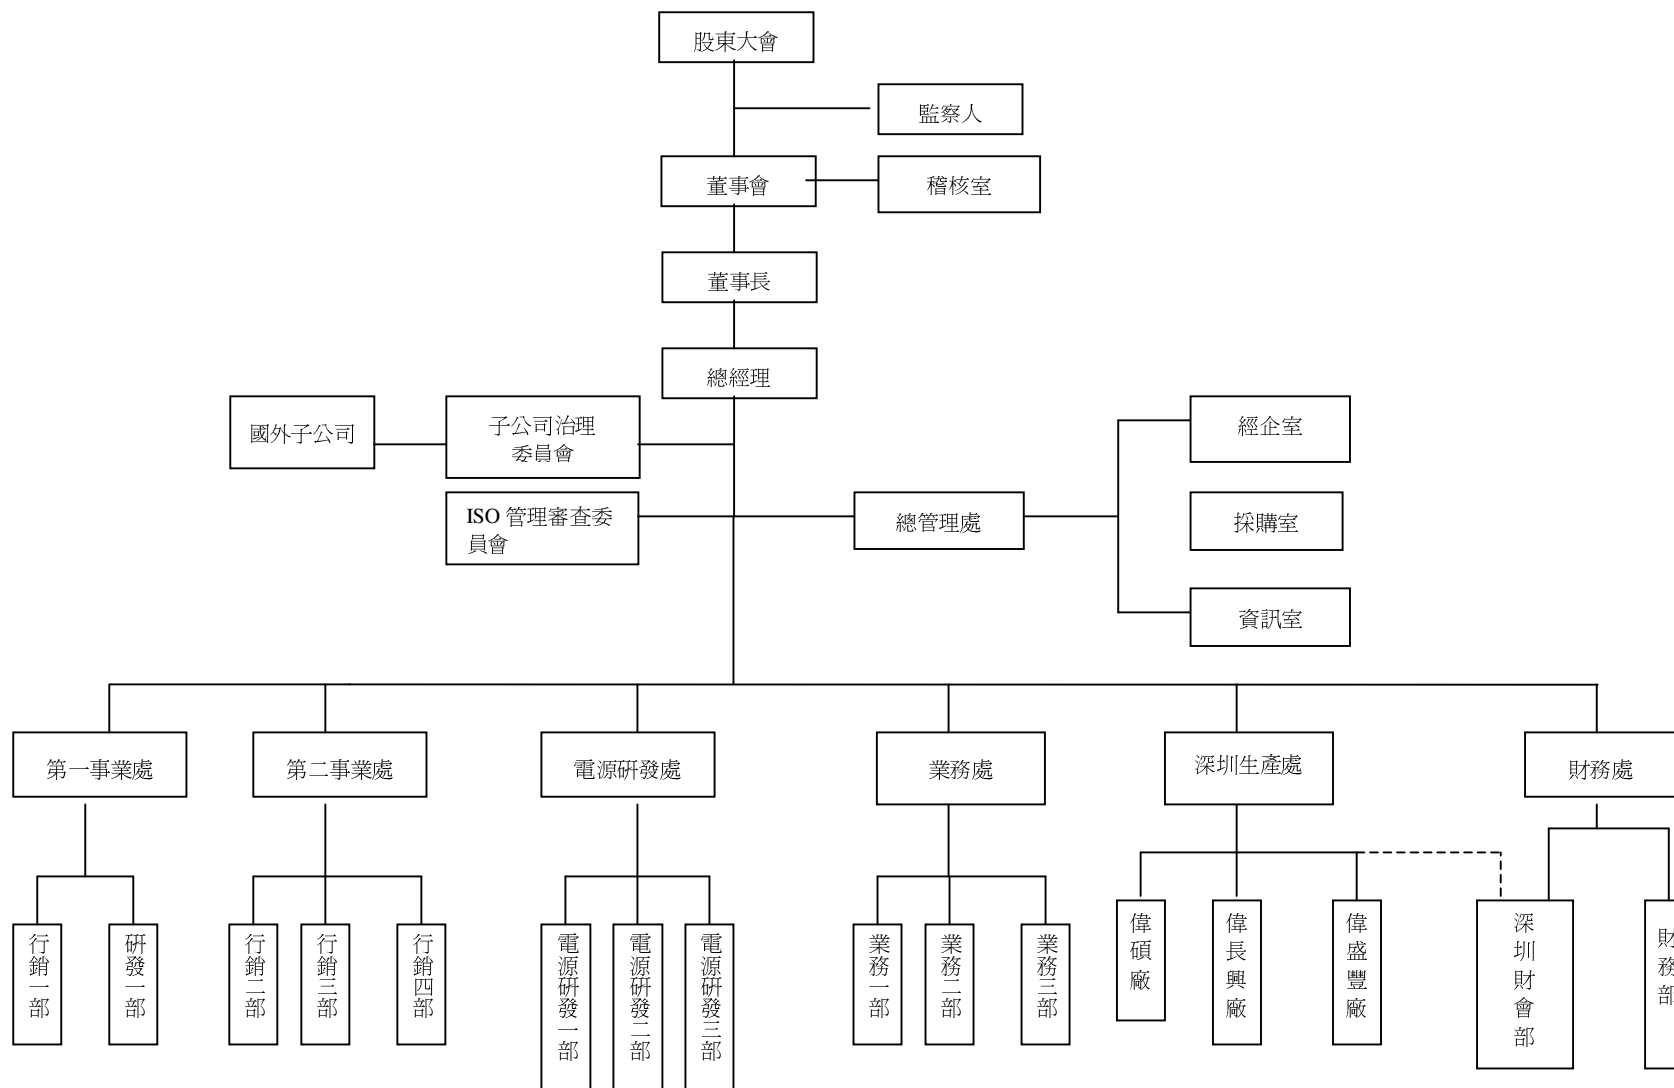 股東大會
監察人
董事會
稽核室
董事長
總經理
國外子公司
子公司治理
委員會
經企室
ISO 管理審查委
員會
總管理處
採購室
資訊室
第一事業處
第二事業處
電源研發處
業務處
深圳生產處
財務處
行銷一部
研發一部
行銷二部
行銷三部
行銷四部
電源研發一部
電源研發二部
電源研發三部
業務一部
業務二部
業務三部
偉碩廠
偉長興廠
偉盛豐廠
深圳財會部
財務部